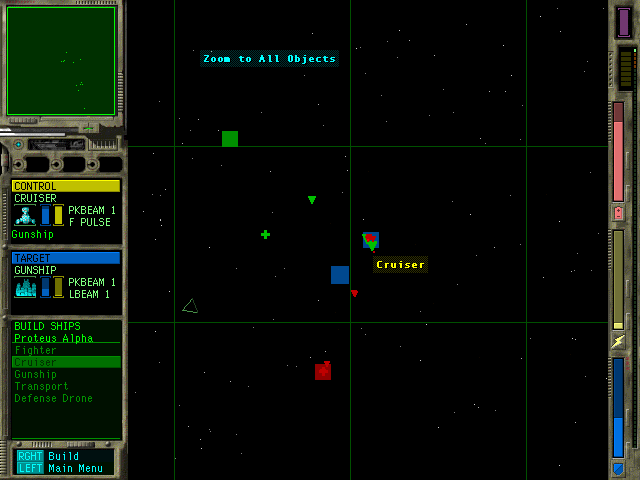 Zoom to All Objects
CONTROL
CRUISER
PKBEAM 1
F PULSE
Gunship
TARGET
GUNSHIP
PKBEAM 1
LBEAM 1
Cruiser
BUILD SHIPS
Proteus Alpha
Fighter
Cruiser
Gunship
Transport
Defense Drone
RGHT Build
LEFT Main Menu